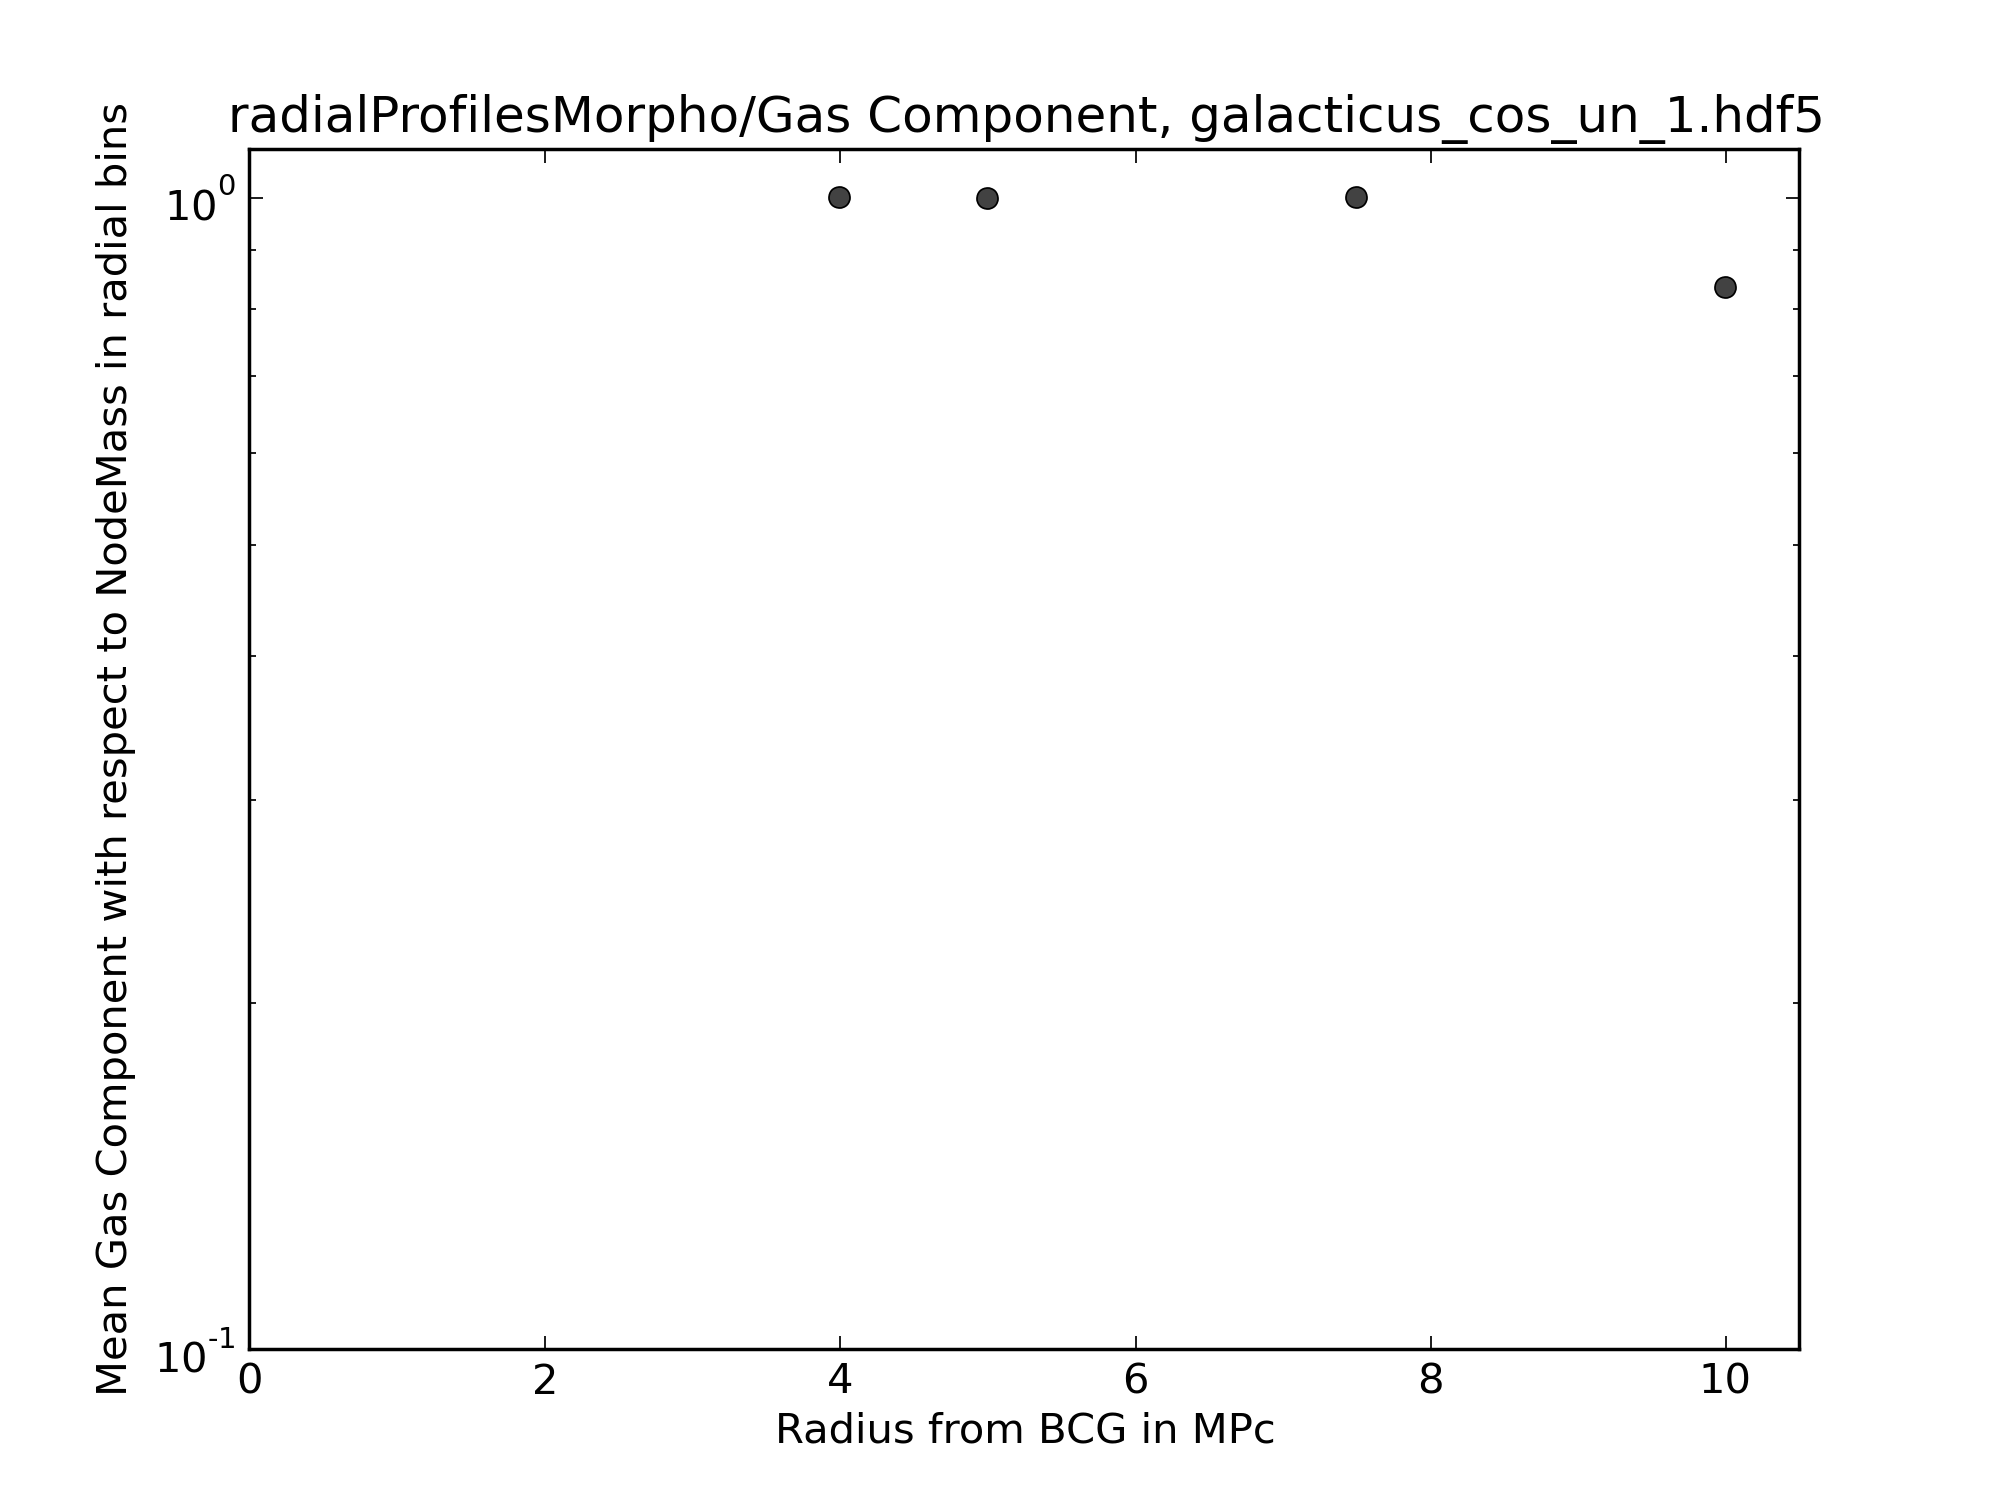 radialProfilesMorpho/Gas Component, galacticus_cos_un_1.hdf5
Mean Gas Component with respect to NodeMass in radial bins
10^0
10^-1
0 2 4 6 8 10
Radius from BCG in MPc